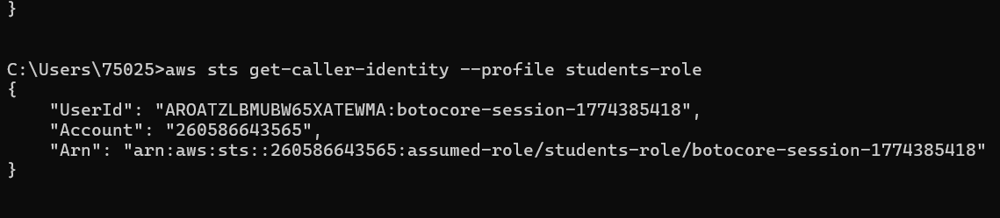 }
C:\Users\75025>aws sts get-caller-identity --profile students-role
{
    "UserId": "AROATZLBMUBW65XATEWMA:botocore-session-1774385418",
    "Account": "260586643565",
    "Arn": "arn:aws:sts::260586643565:assumed-role/students-role/botocore-session-1774385418"
}